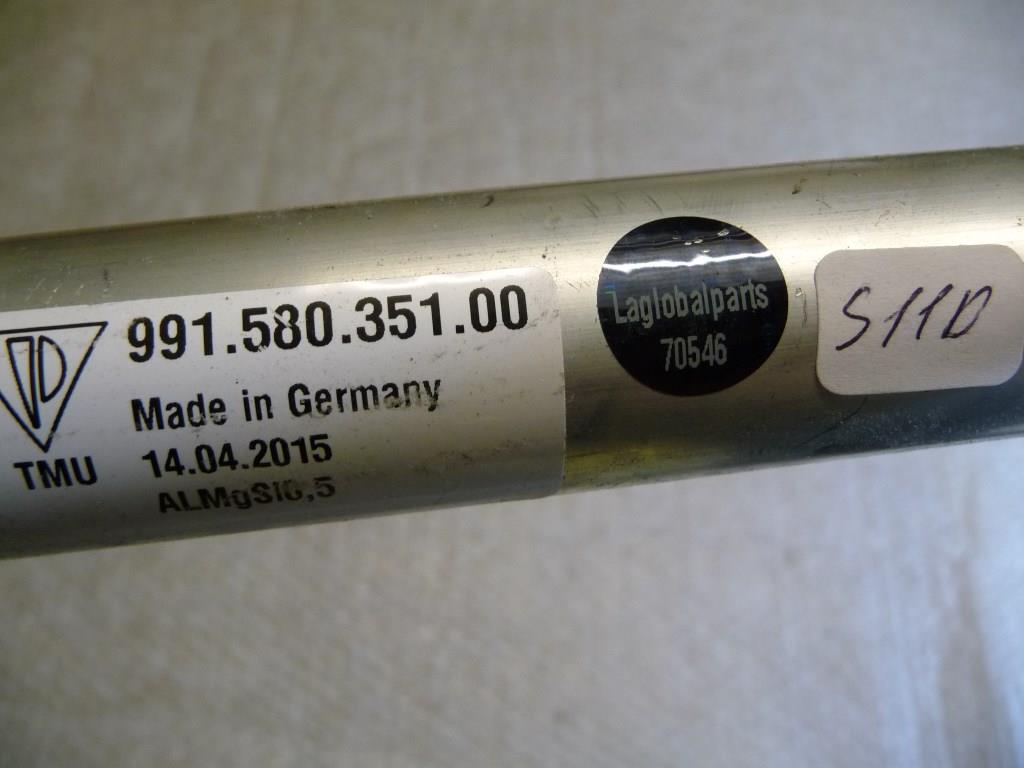 991.580.351.00
Made in Germany
TMU
14.04.2015
ALMgSI0,5
Laglobalparts
70546
S11D